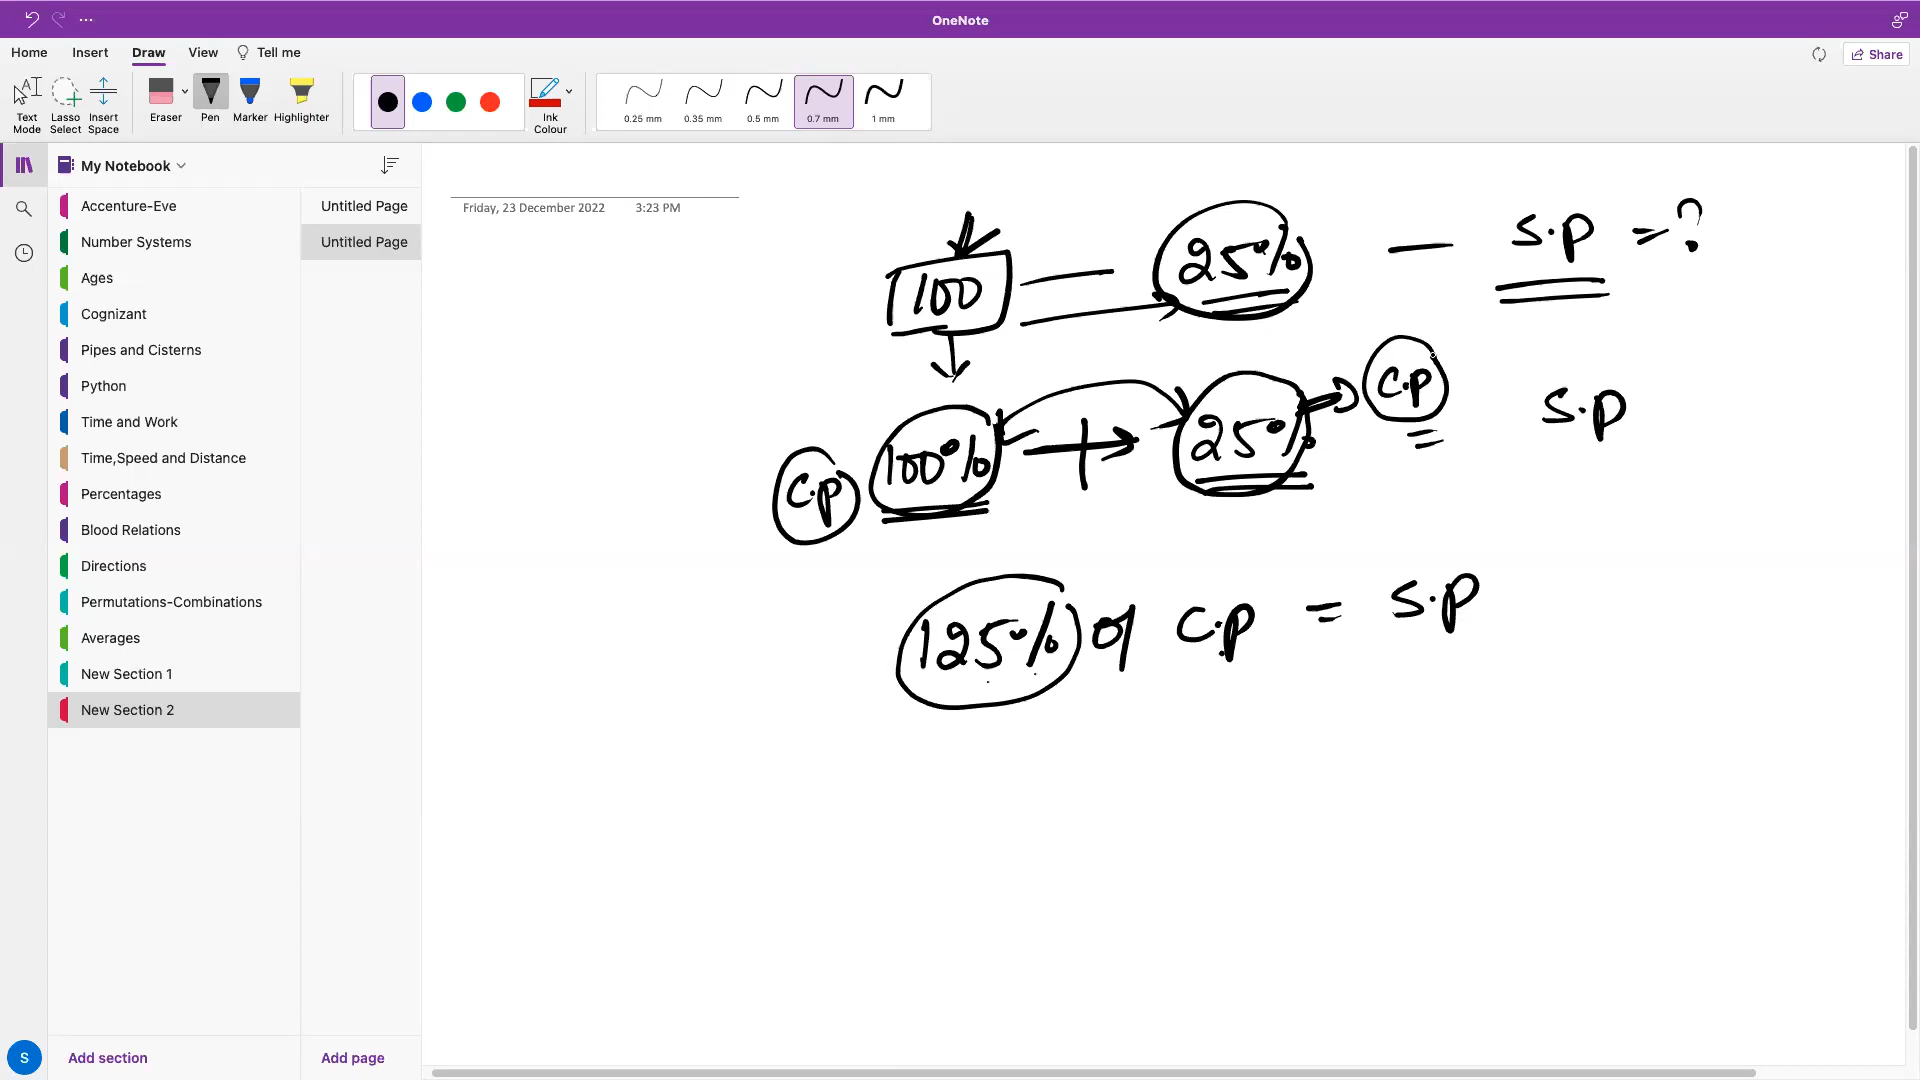 OneNote
Home Insert Draw View Tell me Share
Text Mode Lasso Select Insert Space Eraser Pen Marker Highlighter Ink Colour 0.25 mm 0.35 mm 0.5 mm 0.7 mm 1 mm
My Notebook
Accenture-Eve
Number Systems
Ages
Cognizant
Pipes and Cisterns
Python
Time and Work
Time,Speed and Distance
Percentages
Blood Relations
Directions
Permutations-Combinations
Averages
New Section 1
New Section 2
Add section
Untitled Page
Untitled Page
Add page
Friday, 23 December 2022 3:23 PM
100 — 25% — S.P = ?
C.P 100% + 25% C.P S.P
125% of C.P = S.P
S